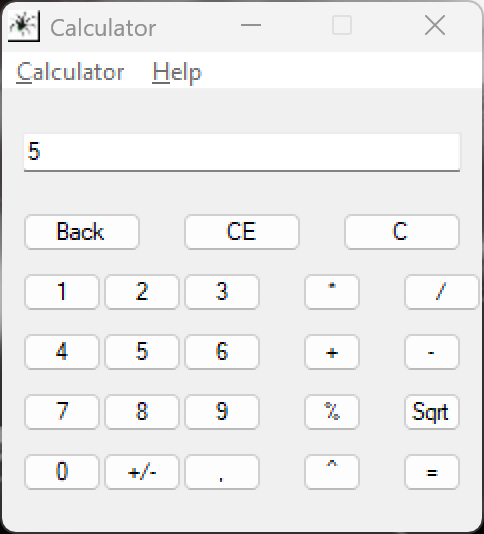 Calculator
Calculator Help
5
Back CE C
1 2 3 * /
4 5 6 + -
7 8 9 % Sqrt
0 +/- , ^ =